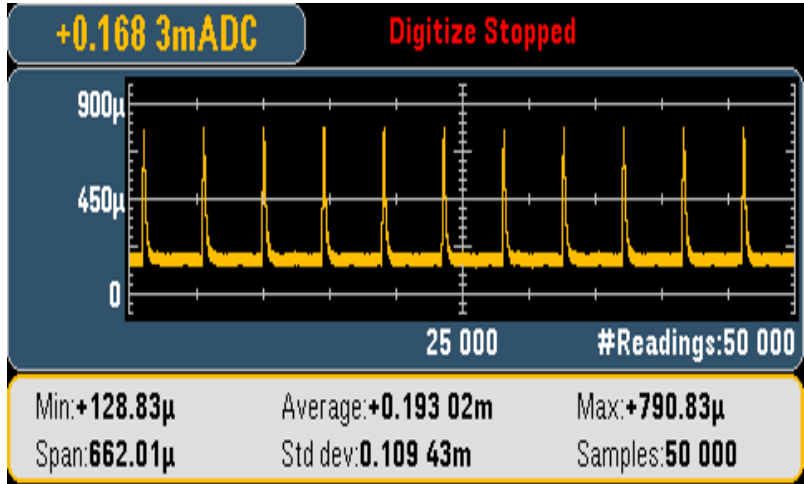 +0.168 3mADC
Digitize Stopped
900µ
450µ
0
25 000
#Readings:50 000
Min:+128.83µ
Average:+0.193 02m
Max:+790.83µ
Span:662.01µ
Std dev:0.109 43m
Samples:50 000